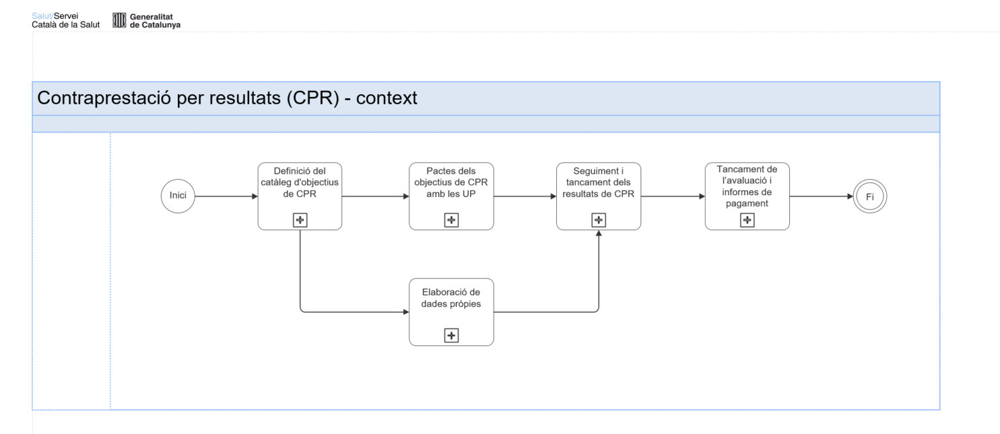 Salut/Servei
Català de la Salut
Generalitat
de Catalunya
Contraprestació per resultats (CPR) - context
Inici
Definició del
catàleg d'objectius
de CPR
Pactes dels
objectius de CPR
amb les UP
Seguiment i
tancament dels
resultats de CPR
Tancament de
l'avaluació i
informes de
pagament
Fi
Elaboració de
dades pròpies